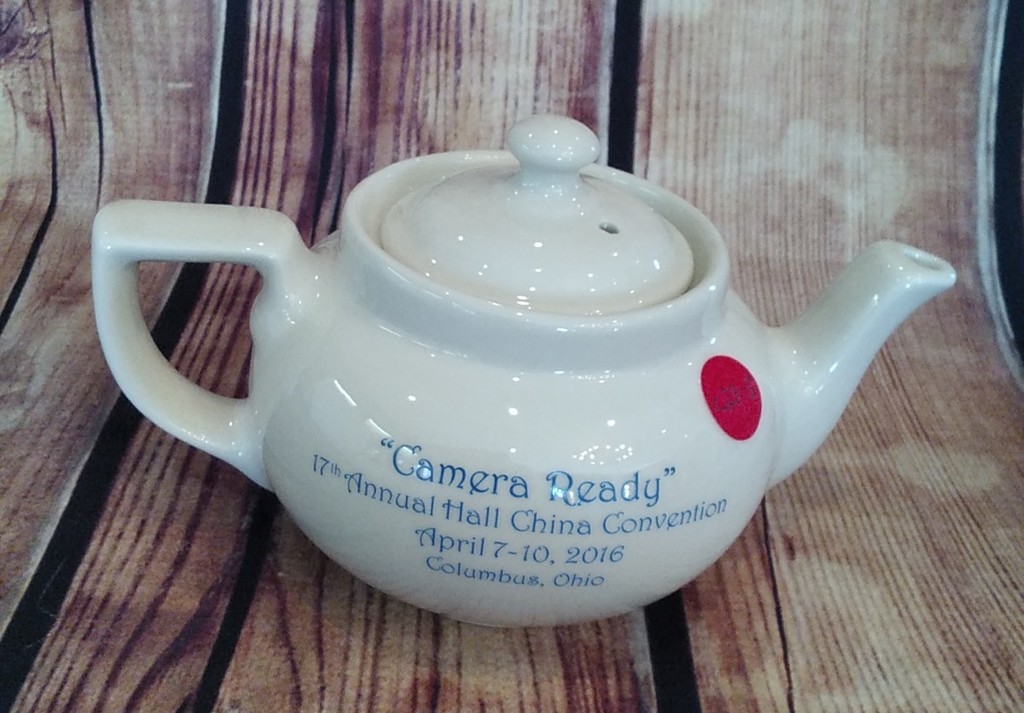 “Camera Ready”
17th Annual Hall China Convention
April 7-10, 2016
Columbus, Ohio